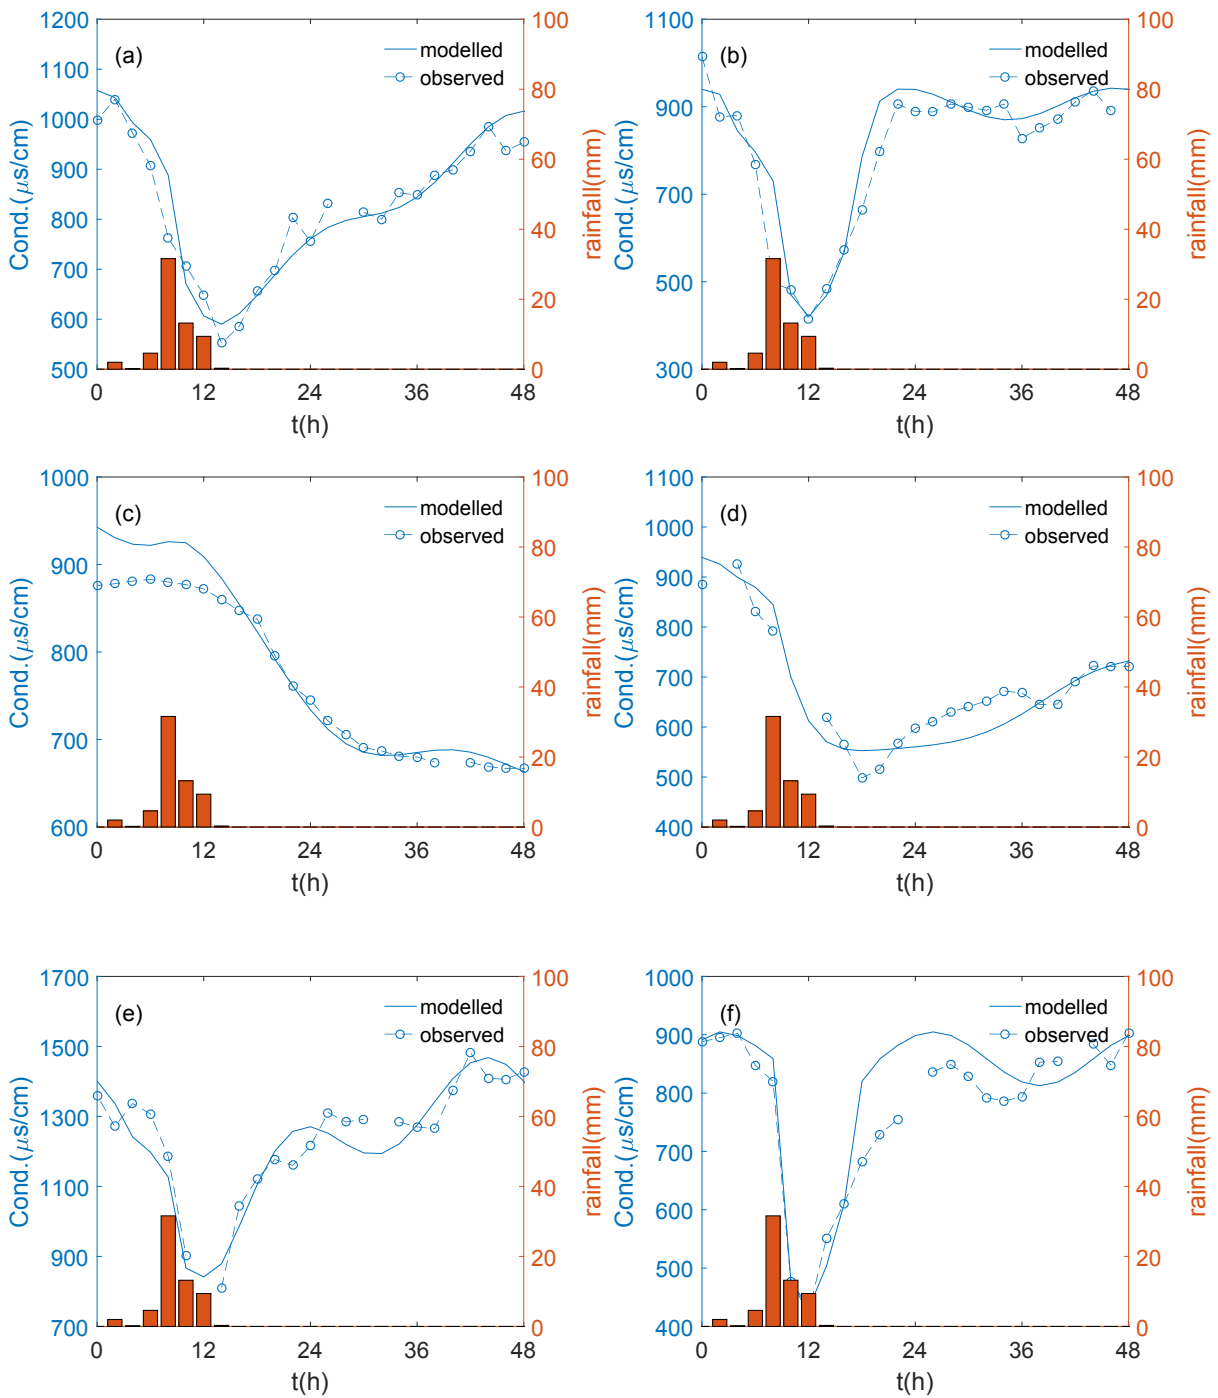 1200
1100
1000
900
800
700
600
500
Cond.(μs/cm)
(a)
modelled
observed
100
80
60
40
20
0
rainfall(mm)
0 12 24 36 48
t(h)
1100
900
700
500
300
Cond.(μs/cm)
(b)
modelled
observed
100
80
60
40
20
0
rainfall(mm)
0 12 24 36 48
t(h)
1000
900
800
700
600
Cond.(μs/cm)
(c)
modelled
observed
100
80
60
40
20
0
rainfall(mm)
0 12 24 36 48
t(h)
1100
1000
900
800
700
600
500
400
Cond.(μs/cm)
(d)
modelled
observed
100
80
60
40
20
0
rainfall(mm)
0 12 24 36 48
t(h)
1700
1500
1300
1100
900
700
Cond.(μs/cm)
(e)
modelled
observed
100
80
60
40
20
0
rainfall(mm)
0 12 24 36 48
t(h)
1000
900
800
700
600
500
400
Cond.(μs/cm)
(f)
modelled
observed
100
80
60
40
20
0
rainfall(mm)
0 12 24 36 48
t(h)